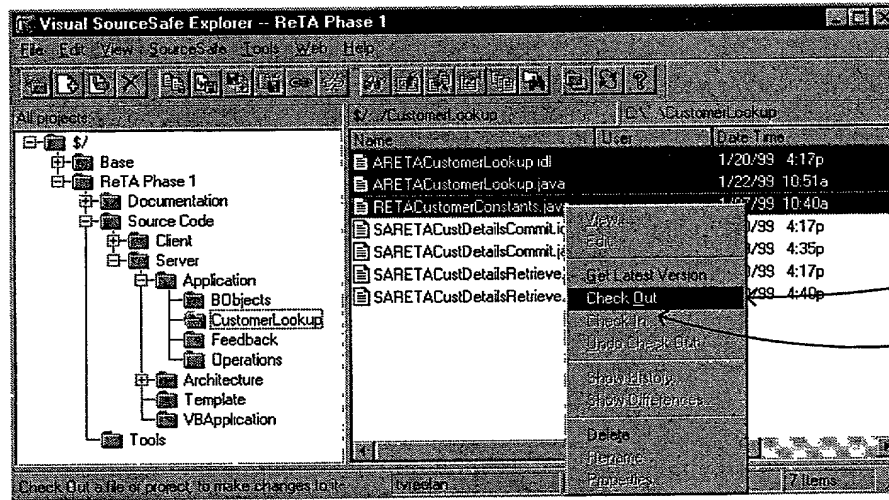 Visual SourceSafe Explorer -- ReTA Phase 1
File Edit View SourceSafe Tools Web Help
All projects:
$/.../CustomerLookup
C:\...\CustomerLookup
Name User Date Time
$/
Base
ReTA Phase 1
Documentation
Source Code
Client
Server
Application
BObjects
CustomerLookup
Feedback
Operations
Architecture
Template
VBApplication
Tools
ARETACustomerLookup.idl 1/20/99 4:17p
ARETACustomerLookup.java 1/22/99 10:51a
RETACustomerConstants.java 10:40a
SARETACustDetailsCommit.i 4:17p
SARETACustDetailsCommit.j 4:35p
SARETACustDetailsRetrieve. 4:17p
SARETACustDetailsRetrieve. 4:40p
View...
Edit...
Get Latest Version
Check Out
Check In
Undo Check Out
Show History...
Show Differences...
Delete
Rename
Properties...
Check Out a file or project, to make changes to it
7 Items